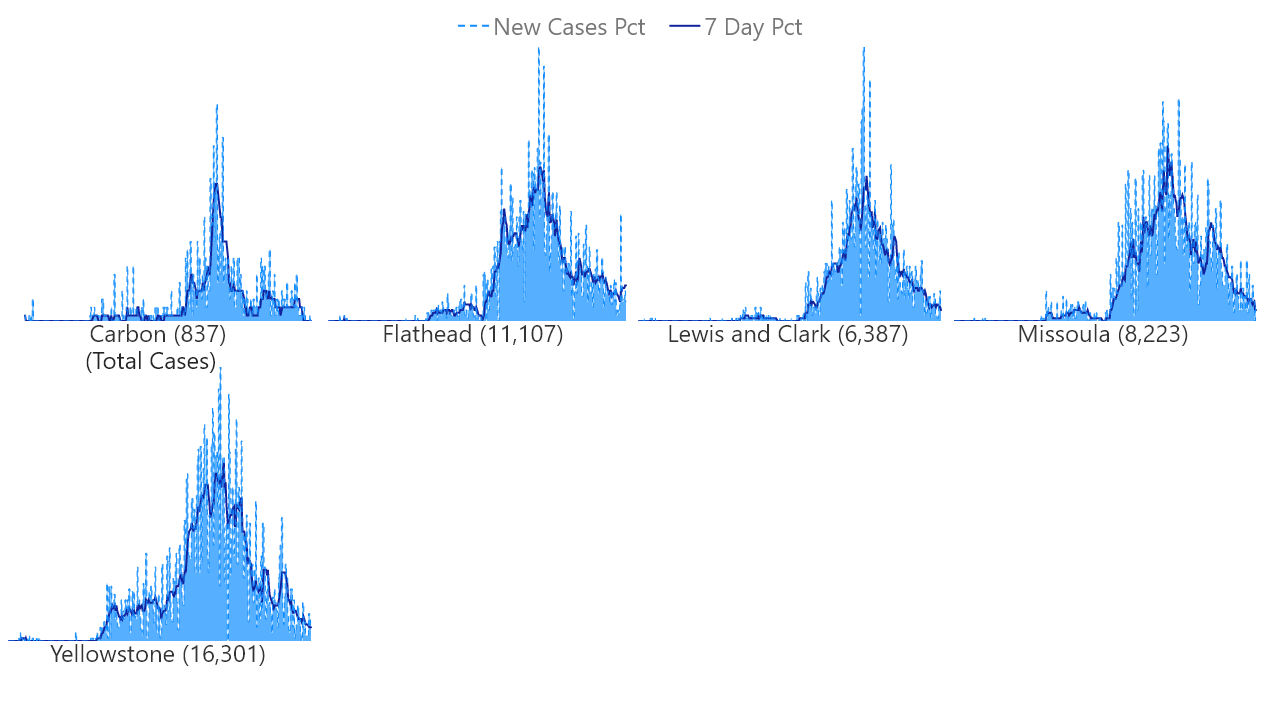 New Cases Pct 7 Day Pct
Carbon (837)
(Total Cases)
Flathead (11,107)
Lewis and Clark (6,387)
Missoula (8,223)
Yellowstone (16,301)